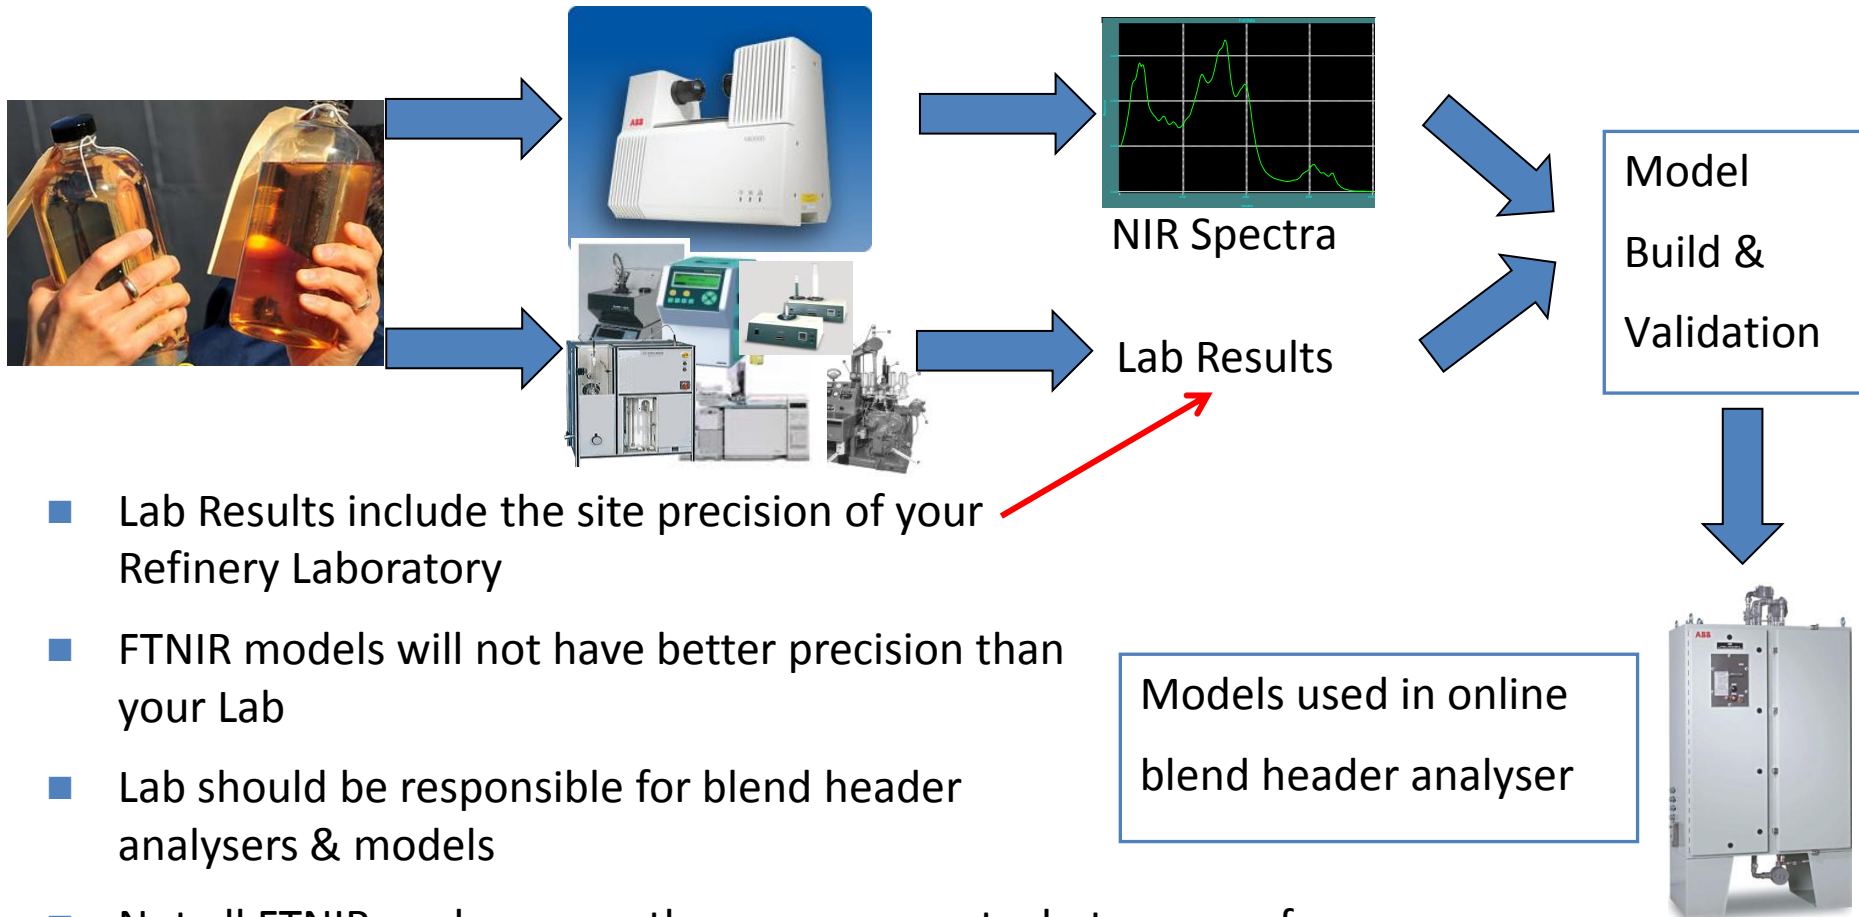 ABB
NIR Spectra
Model
Build &
Validation
Lab Results
Lab Results include the site precision of your
Refinery Laboratory
FTNIR models will not have better precision than
your Lab
Lab should be responsible for blend header
analysers & models
Models used in online
blend header analyser
ABB